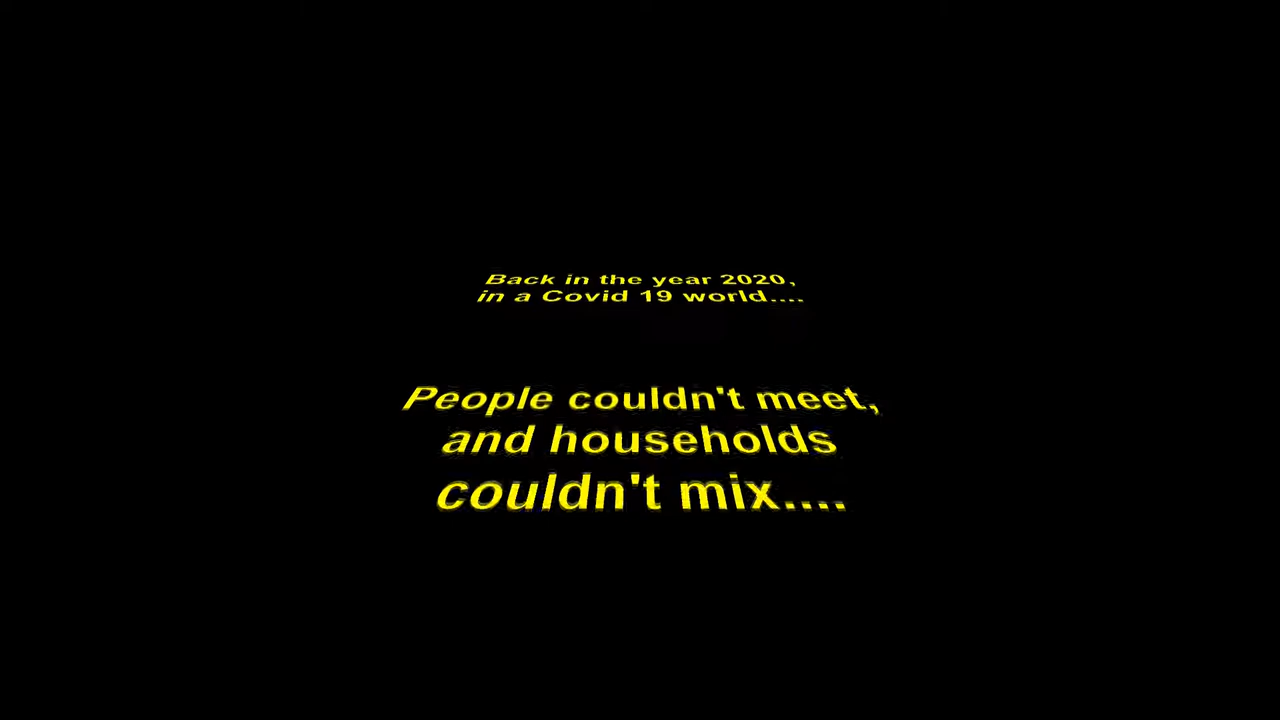 Back in the year 2020,
in a Covid 19 world....
People couldn't meet,
and households
couldn't mix....